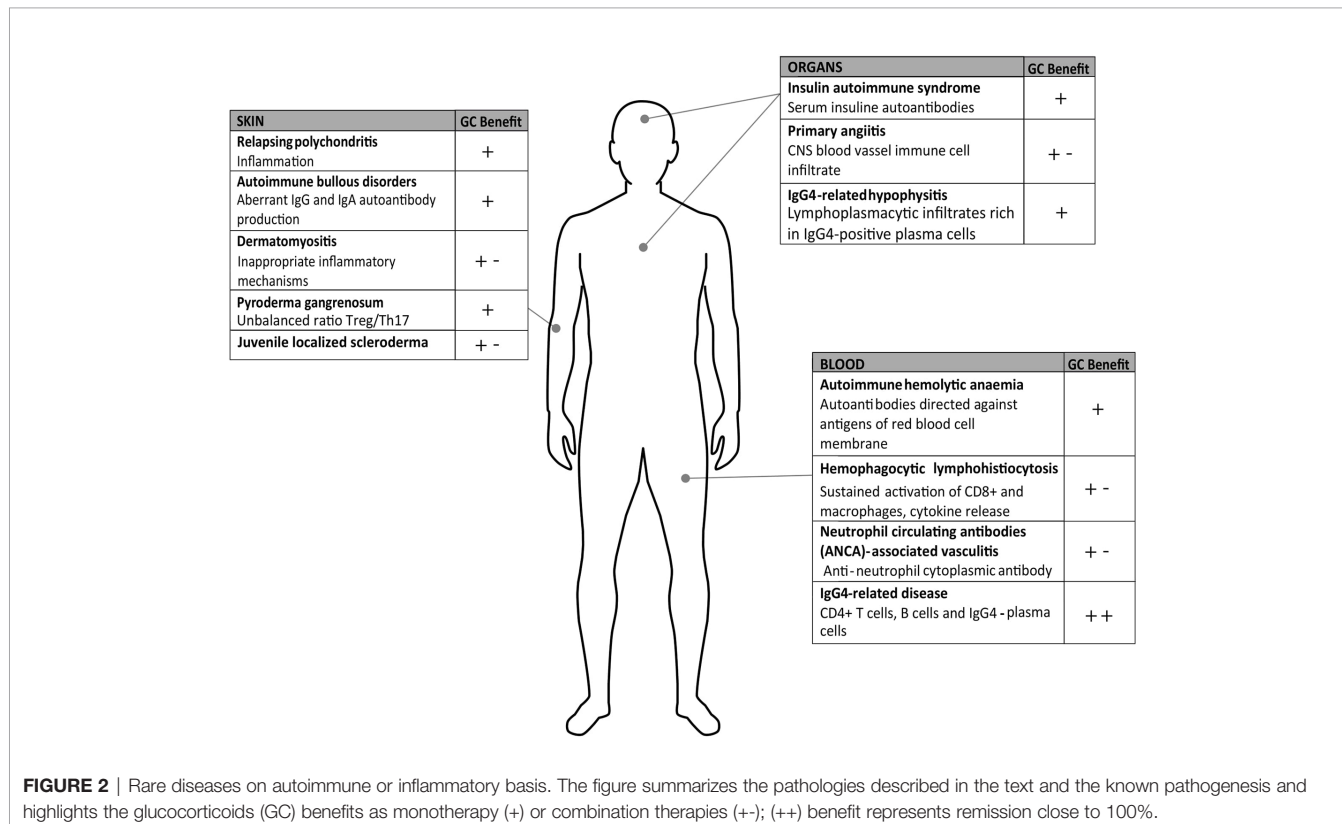 SKIN GC Benefit
Relapsing polychondritis
Inflammation
+
Autoimmune bullous disorders
Aberrant IgG and IgA autoantibody
production
+
Dermatomyositis
Inappropriate inflammatory
mechanisms
+ -
Pyroderma gangrenosum
Unbalanced ratio Treg/Th17
+
Juvenile localized scleroderma
+ -
ORGANS GC Benefit
Insulin autoimmune syndrome
Serum insuline autoantibodies
+
Primary angiitis
CNS blood vessel immune cell
infiltrate
+ -
IgG4-related hypophysitis
Lymphoplasmacytic infiltrates rich
in IgG4-positive plasma cells
+
BLOOD GC Benefit
Autoimmune hemolytic anaemia
Autoantibodies directed against
antigens of red blood cell
membrane
+
Hemophagocytic lymphohistiocytosis
Sustained activation of CD8+ and
macrophages, cytokine release
+ -
Neutrophil circulating antibodies
(ANCA)-associated vasculitis
Anti-neutrophil cytoplasmic antibody
+ -
IgG4-related disease
CD4+ T cells, B cells and IgG4 - plasma
cells
++
FIGURE 2 | Rare diseases on autoimmune or inflammatory basis. The figure summarizes the pathologies described in the text and the known pathogenesis and
highlights the glucocorticoids (GC) benefits as monotherapy (+) or combination therapies (+-); (++) benefit represents remission close to 100%.